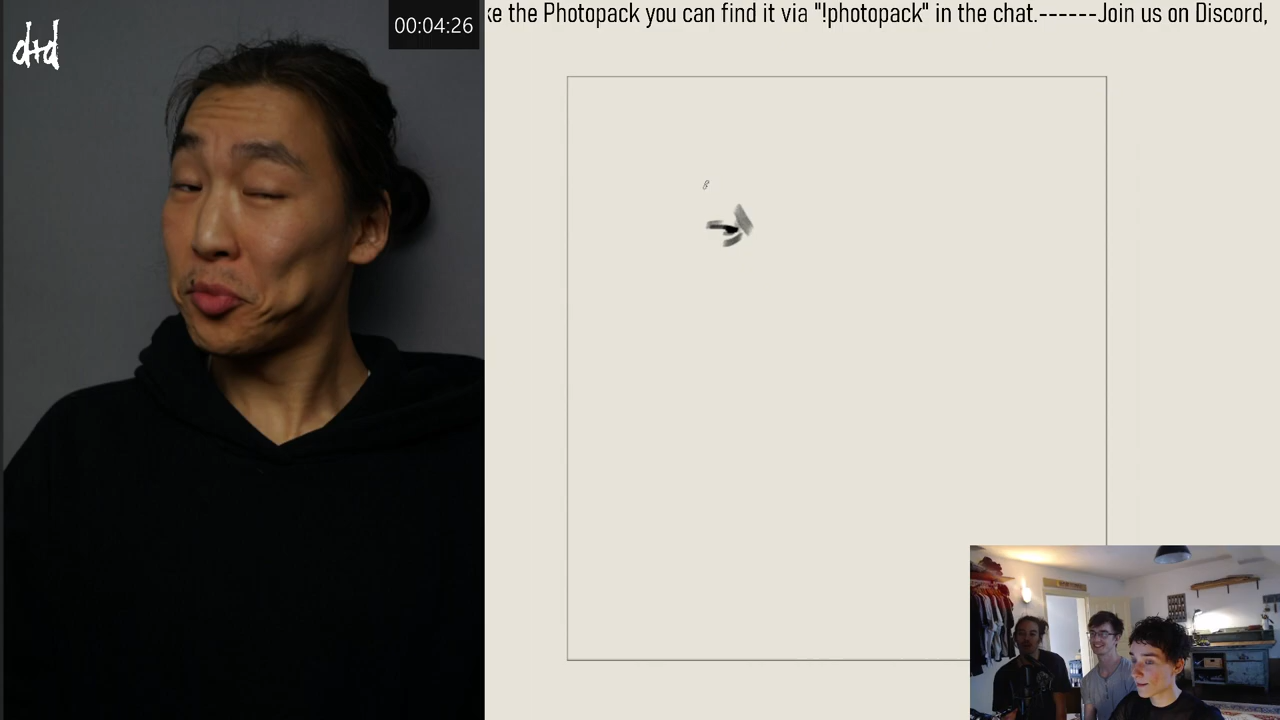 d+d
00:04:26
ke the Photopack you can find it via "!photopack" in the chat.------Join us on Discord,